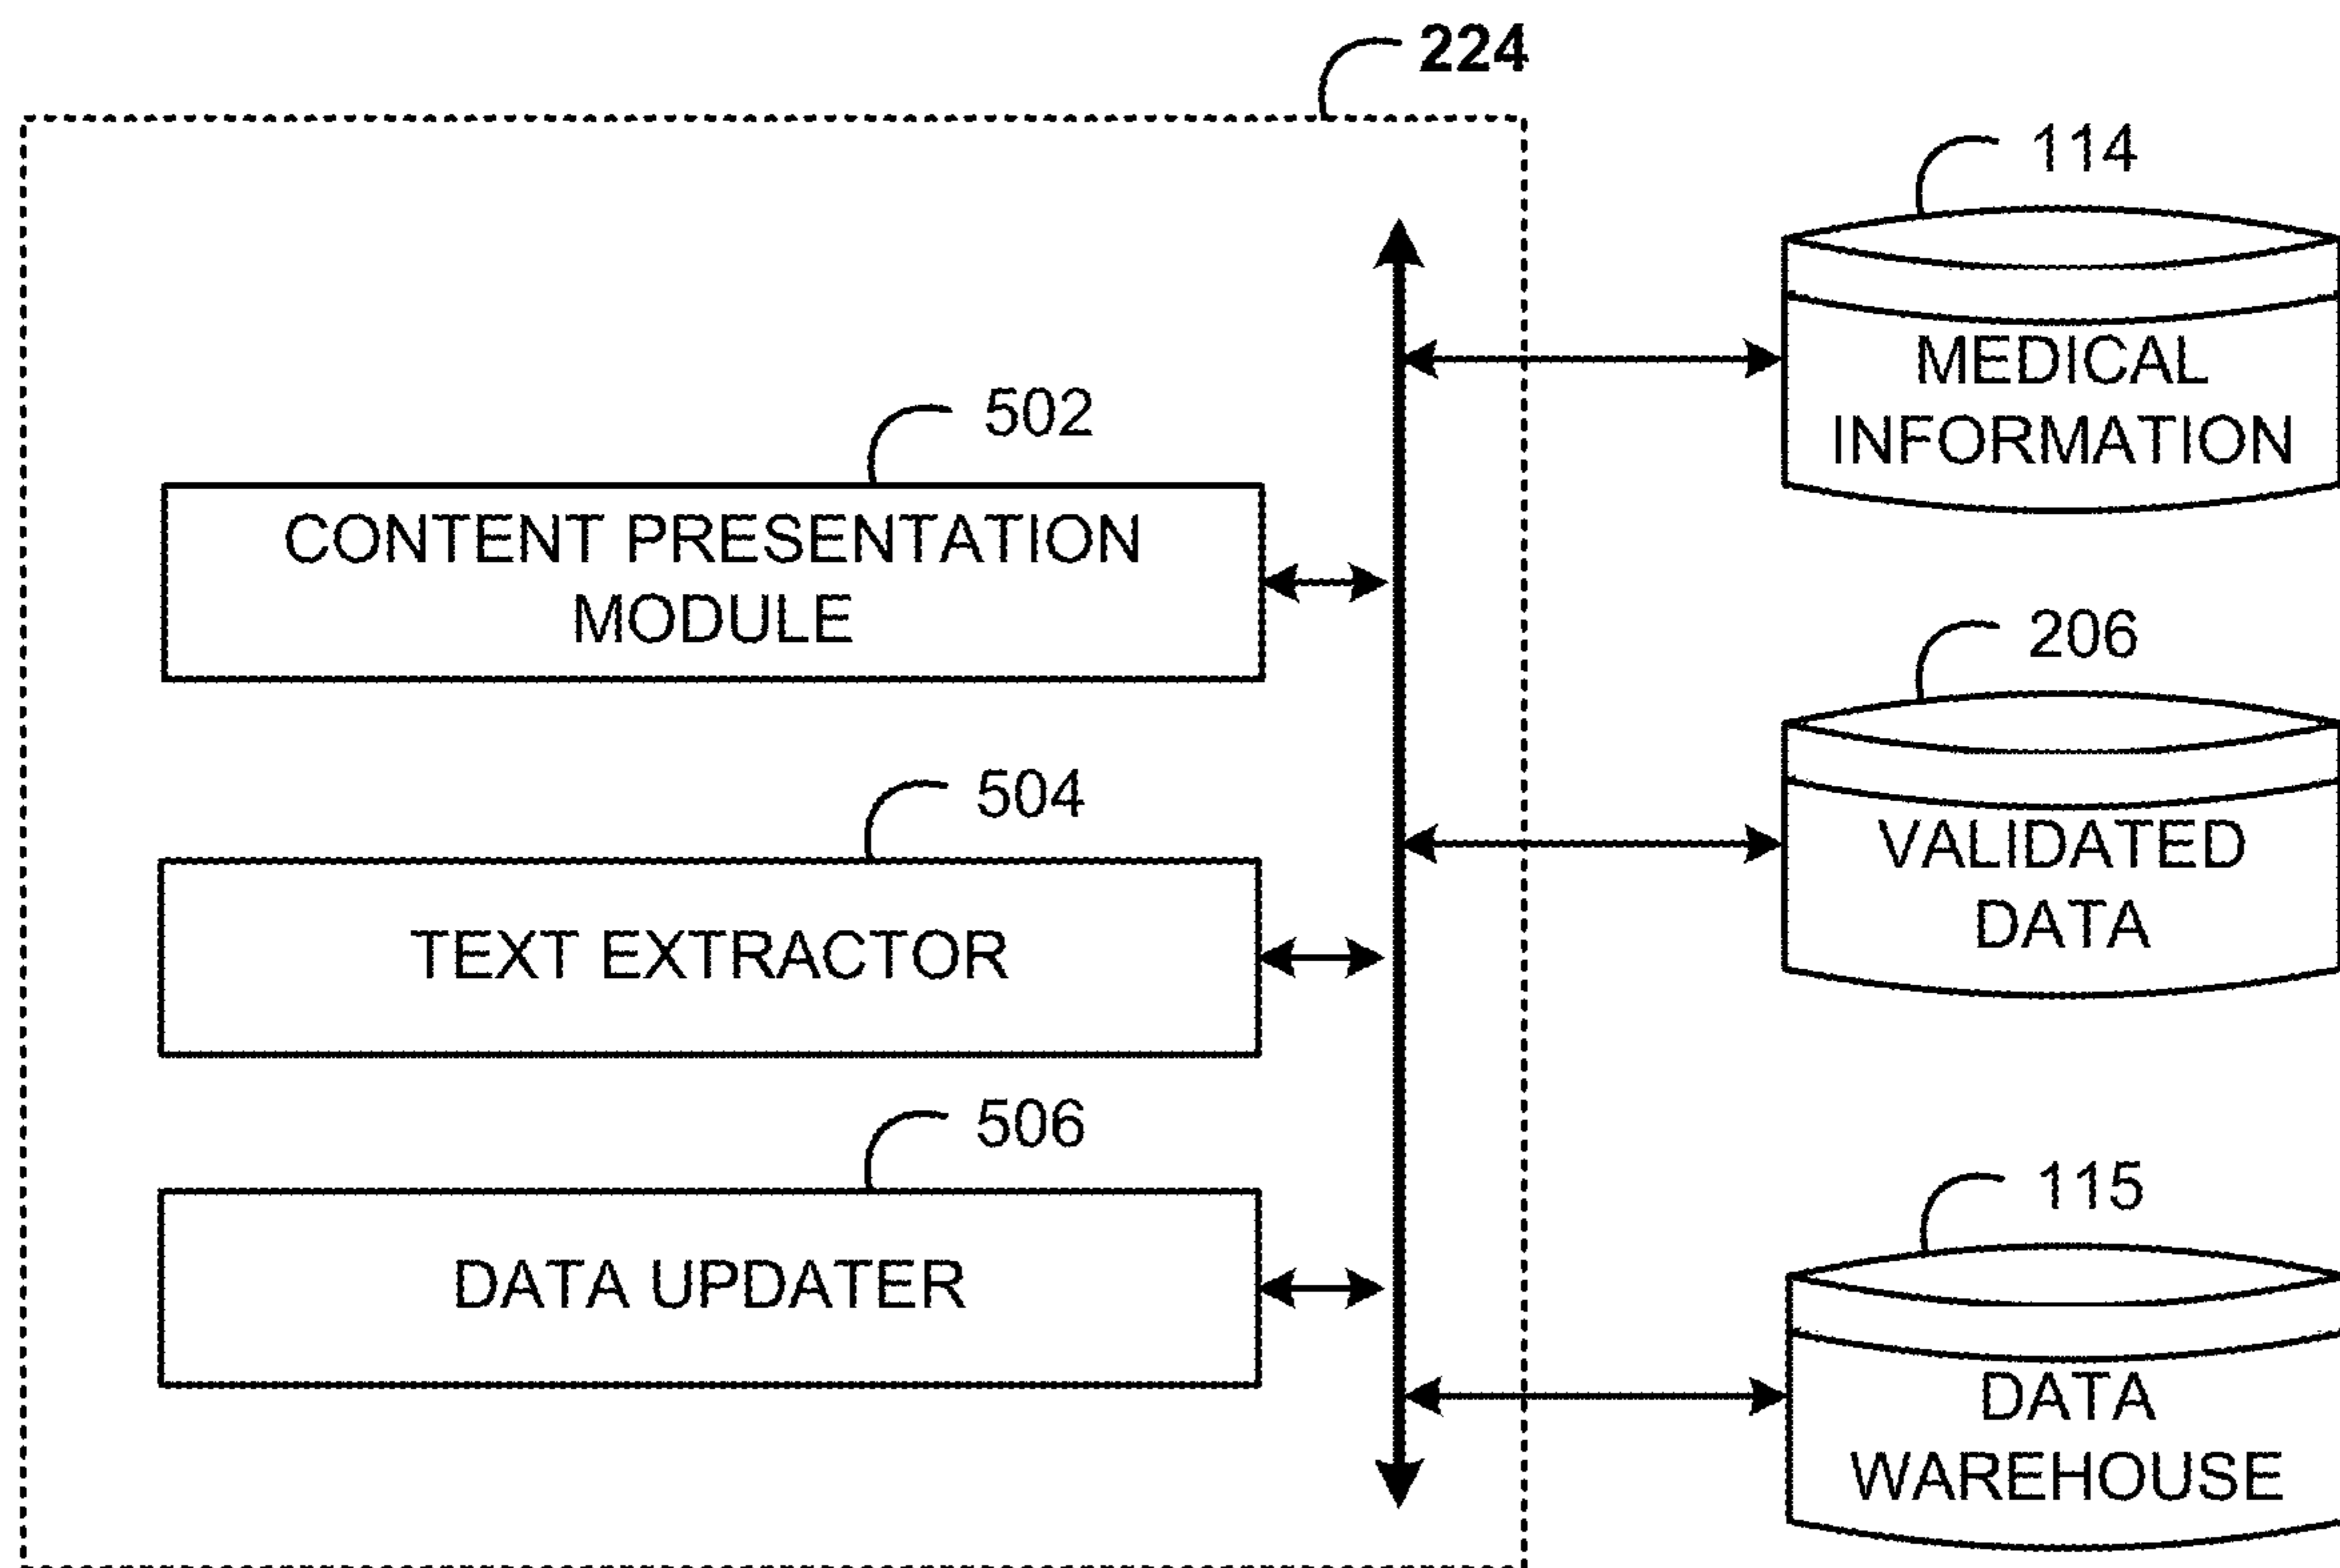 224
114
MEDICAL
INFORMATION
502
CONTENT PRESENTATION
MODULE
206
VALIDATED
DATA
504
TEXT EXTRACTOR
506
DATA UPDATER
115
DATA
WAREHOUSE